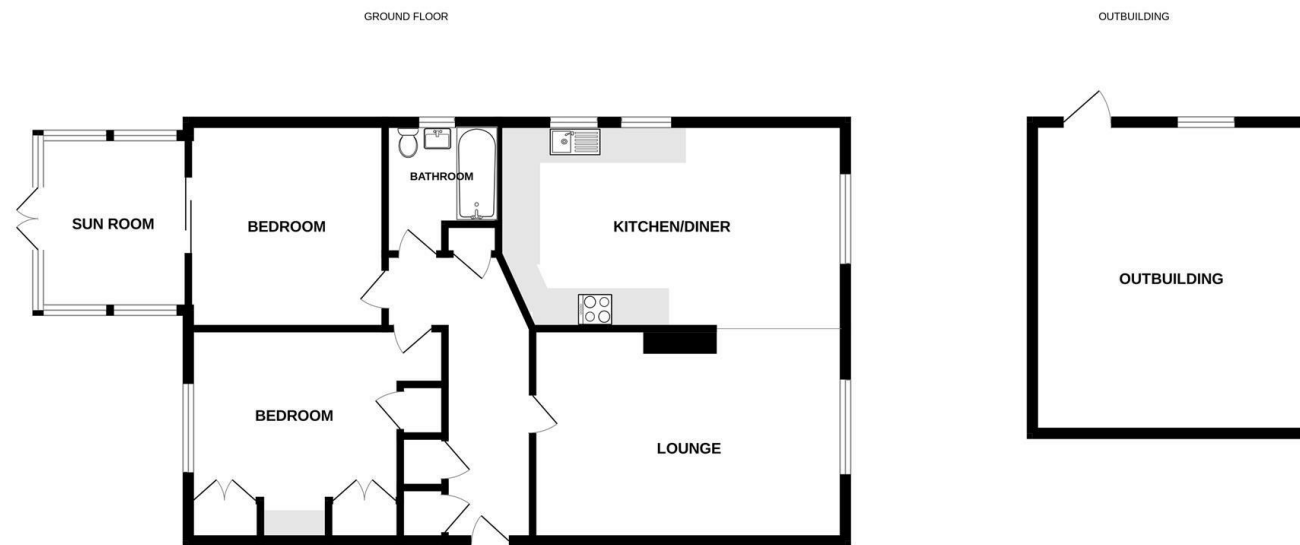 GROUND FLOOR
OUTBUILDING
BATHROOM
SUN ROOM
BEDROOM
KITCHEN/DINER
OUTBUILDING
BEDROOM
LOUNGE